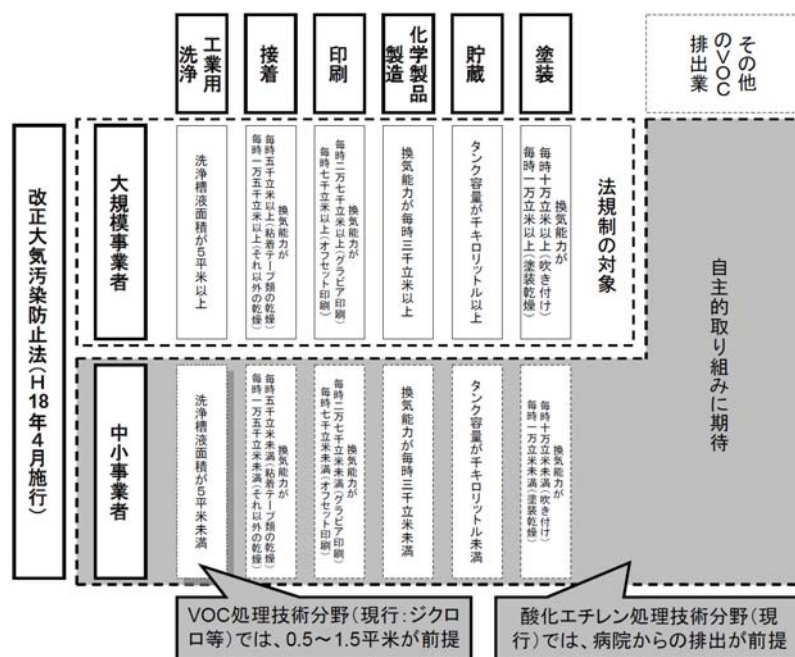 工業用
洗浄
接着
印刷
化学製品
製造
貯蔵
塗装
その他
のVOC
排出業
改正大気汚染防止法(H18年4月施行)
大規模事業者
洗浄槽液面積が5平米以上
換気能力が
毎時五千立米以上(粘着テープ類の乾燥)
毎時一万五千立米以上(それ以外の乾燥)
換気能力が
毎時二万七千立米以上(グラビア印刷)
毎時七千立米以上(オフセット印刷)
換気能力が毎時三千立米以上
タンク容量が千キロリットル以上
換気能力が
毎時十万立米以上(吹き付け)
毎時一万立米以上(塗装乾燥)
法規制の対象
自主的取り組みに期待
中小事業者
洗浄槽液面積が5平米未満
換気能力が
毎時五千立米未満(粘着テープ類の乾燥)
毎時一万五千立米未満(それ以外の乾燥)
換気能力が
毎時二万七千立米未満(グラビア印刷)
毎時七千立米未満(オフセット印刷)
換気能力が毎時三千立米未満
タンク容量が千キロリットル未満
換気能力が
毎時十万立米未満(吹き付け)
毎時一万立米未満(塗装乾燥)
VOC処理技術分野(現行:ジクロ
ロ等)では、0.5~1.5平米が前提
酸化エチレン処理技術分野(現
行)では、病院からの排出が前提